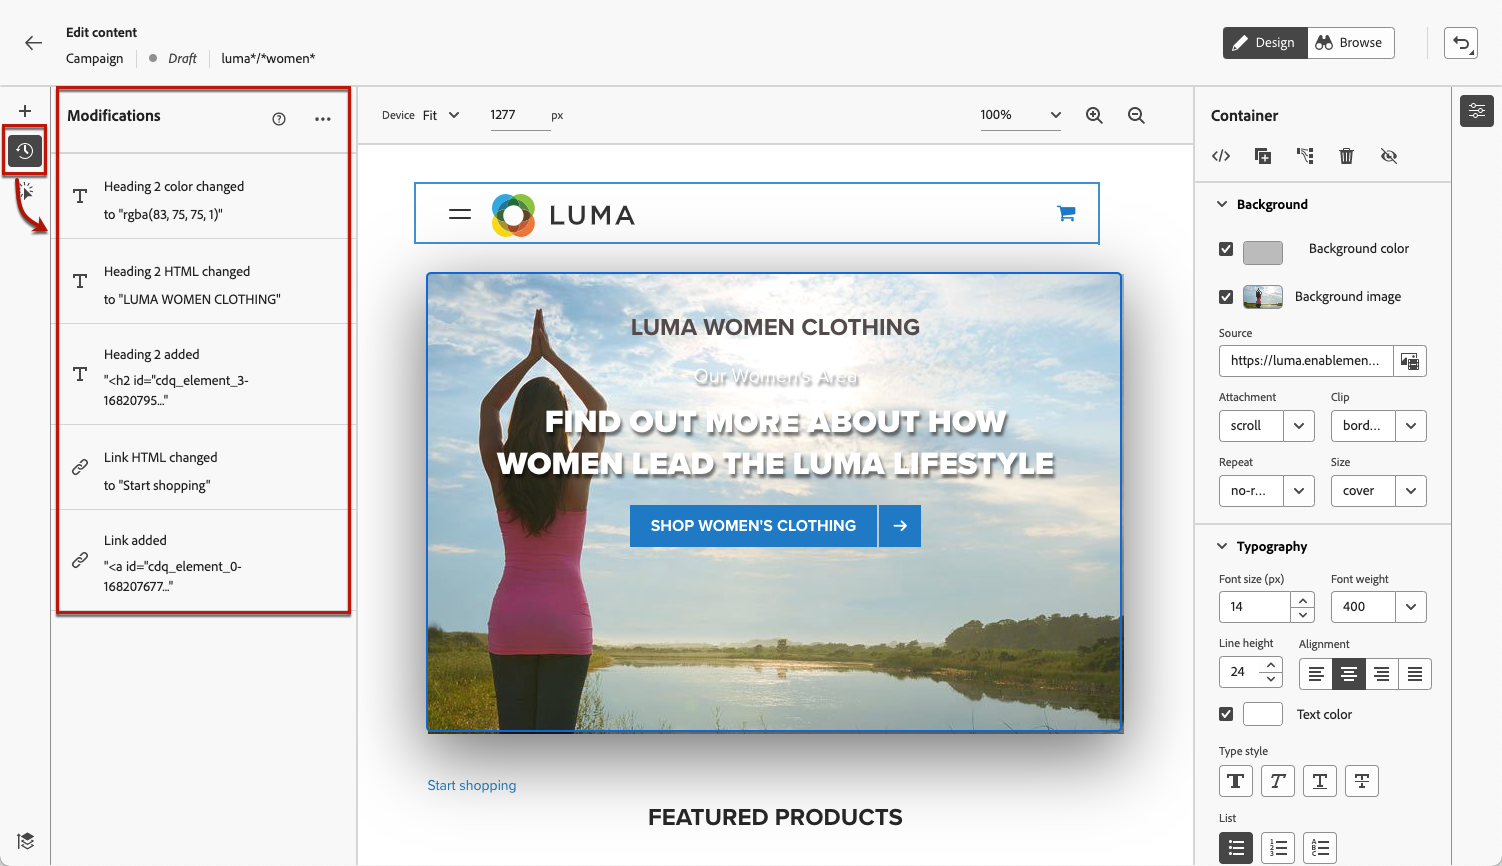 Edit content
Campaign
Draft
luma*/*women*
Design
Browse
Modifications
Heading 2 color changed
to "rgba(83, 75, 75, 1)"
Heading 2 HTML changed
to "LUMA WOMEN CLOTHING"
Heading 2 added
"<h2 id="cdq_element_3-
16820795..."
Link HTML changed
to "Start shopping"
Link added
"<a id="cdq_element_0-
168207677..."
Device Fit
1277 px
100%
LUMA
LUMA WOMEN CLOTHING
Our Women's Area
FIND OUT MORE ABOUT HOW
WOMEN LEAD THE LUMA LIFESTYLE
SHOP WOMEN'S CLOTHING
Start shopping
FEATURED PRODUCTS
Container
Background
Background color
Background image
Source
https://luma.enablemen...
Attachment Clip
scroll bord...
Repeat Size
no-r... cover
Typography
Font size (px) Font weight
14 400
Line height Alignment
24
Text color
Type style
List